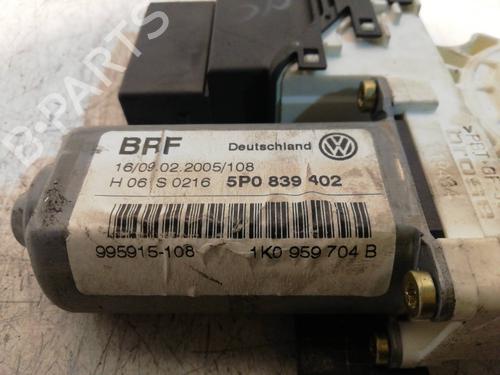 BRF Deutschland
16/09.02.2005/108
H 06 S 0216 5P0 839 402
995915-108 1K0 959 704 B
B-PARTS